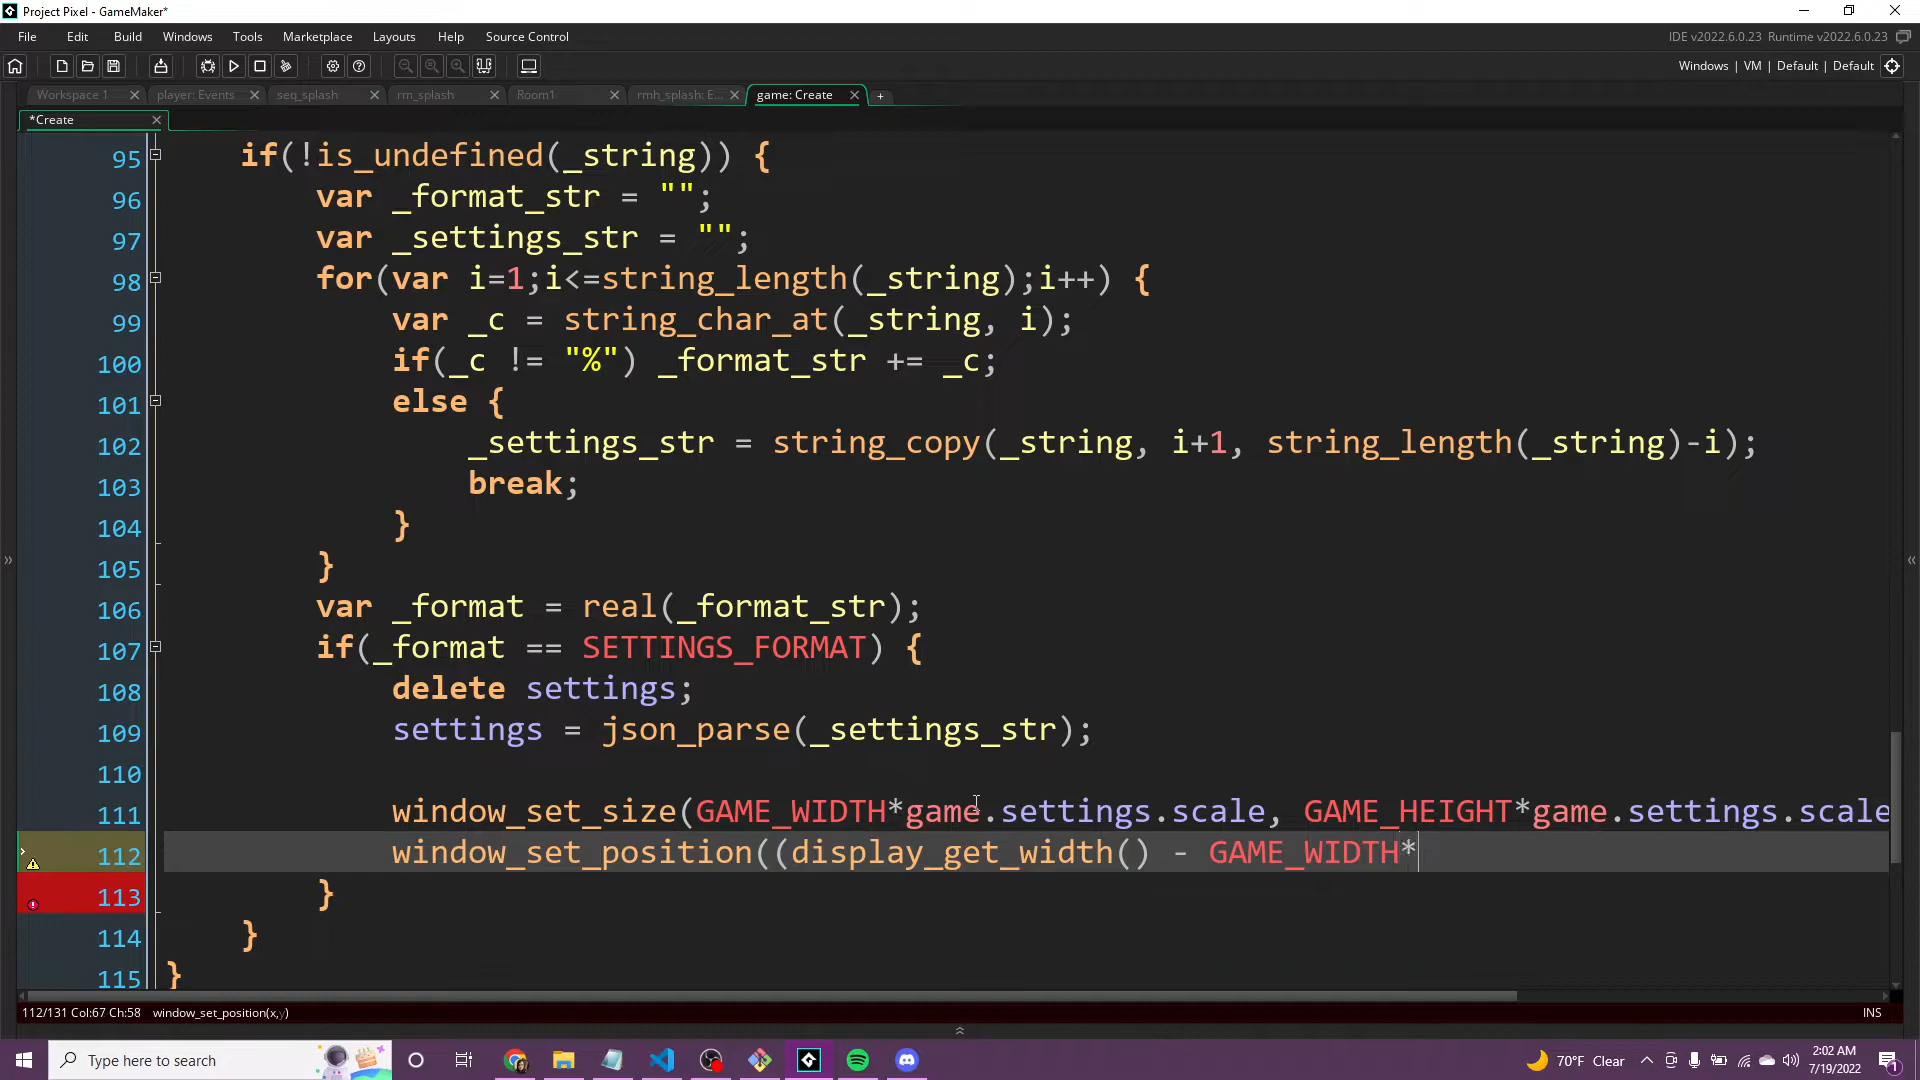 Project Pixel - GameMaker*
File Edit Build Windows Tools Marketplace Layouts Help Source Control
IDE v2022.6.0.23 Runtime v2022.6.0.23
Windows | VM | Default | Default
Workspace 1 player: Events seq_splash rm_splash Room1 rmh_splash: E... game: Create
*Create
95 if(!is_undefined(_string)) {
96 var _format_str = "";
97 var _settings_str = "";
98 for(var i=1;i<=string_length(_string);i++) {
99 var _c = string_char_at(_string, i);
100 if(_c != "%") _format_str += _c;
101 else {
102 _settings_str = string_copy(_string, i+1, string_length(_string)-i);
103 break;
104 }
105 }
106 var _format = real(_format_str);
107 if(_format == SETTINGS_FORMAT) {
108 delete settings;
109 settings = json_parse(_settings_str);
110
111 window_set_size(GAME_WIDTH*game.settings.scale, GAME_HEIGHT*game.settings.scale
112 window_set_position((display_get_width() - GAME_WIDTH*
113 }
114 }
115 }
112/131 Col:67 Ch:58 window_set_position(x,y) INS
Type here to search
70°F Clear
2:02 AM
7/19/2022
1